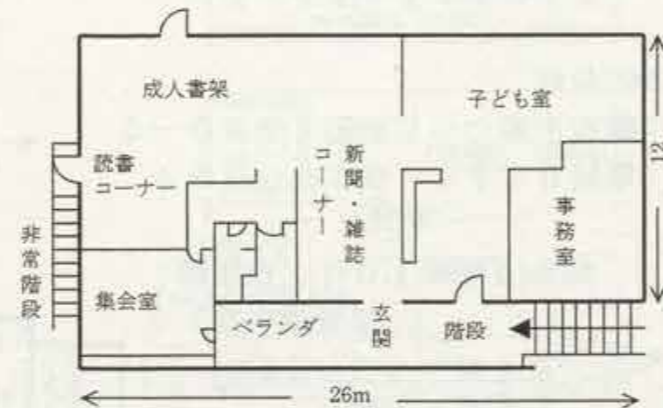 成人書架
子ども室
12
読書
コーナー
新聞・雑誌
コーナー
事務室
非常階段
集会室
ベランダ
玄関
階段
26m